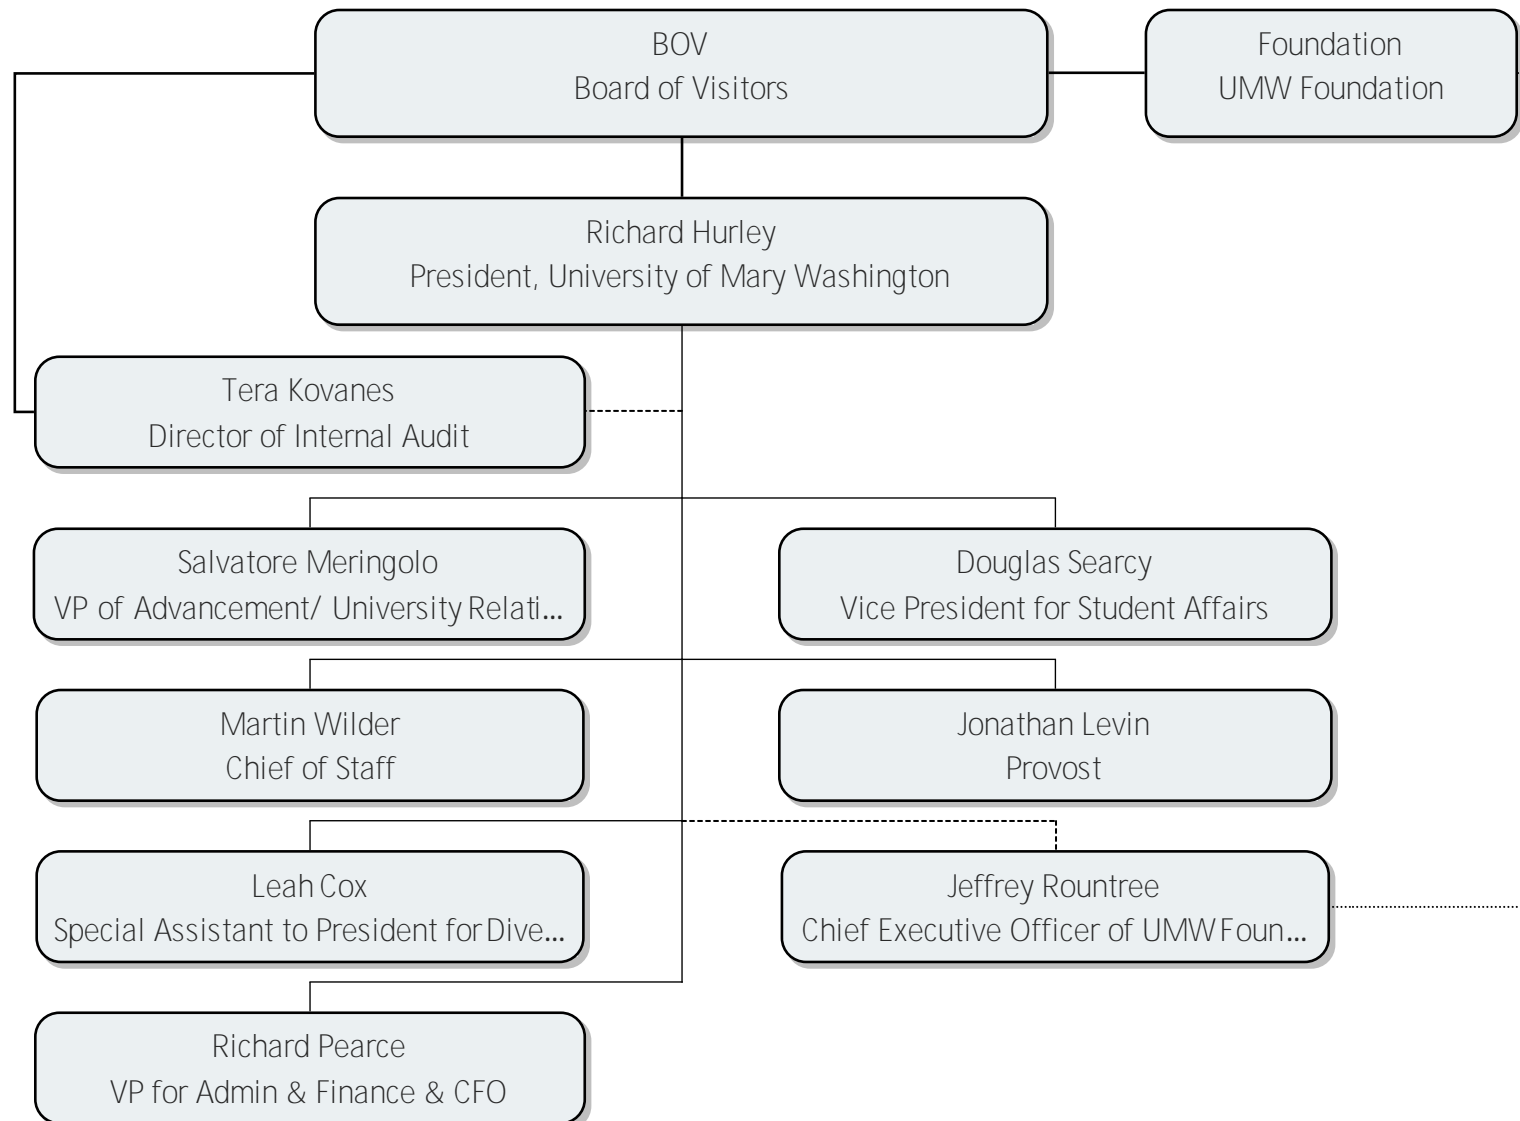 BOV
Board of Visitors
Foundation
UMW Foundation
Richard Hurley
President, University of Mary Washington
Tera Kovanes
Director of Internal Audit
Salvatore Meringolo
VP of Advancement/ University Relati...
Douglas Searcy
Vice President for Student Affairs
Martin Wilder
Chief of Staff
Jonathan Levin
Provost
Leah Cox
Special Assistant to President for Dive...
Jeffrey Rountree
Chief Executive Officer of UMW Foun...
Richard Pearce
VP for Admin & Finance & CFO